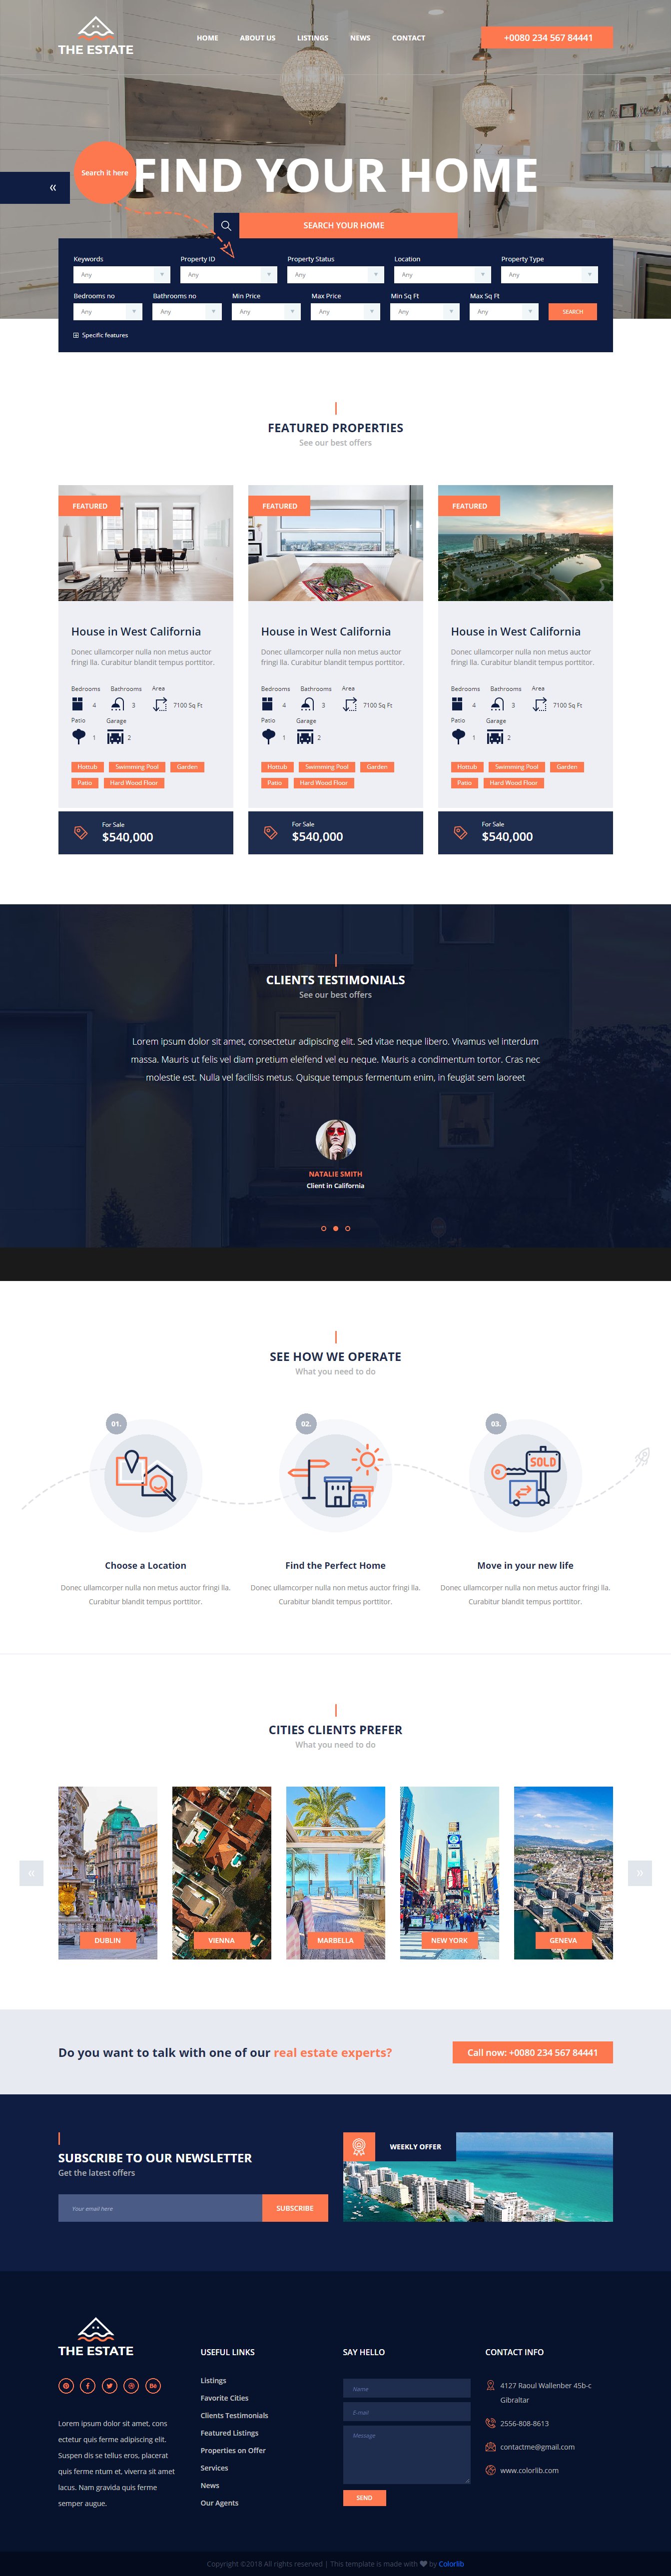 THE ESTATE
HOME ABOUT US LISTINGS NEWS CONTACT
+0080 234 567 84441
Search it here
FIND YOUR HOME
«
SEARCH YOUR HOME
Keywords Property ID Property Status Location Property Type
Any Any Any Any Any
Bedrooms no Bathrooms no Min Price Max Price Min Sq Ft Max Sq Ft
Any Any Any Any Any Any SEARCH
Specific features
FEATURED PROPERTIES
See our best offers
FEATURED FEATURED FEATURED
House in West California House in West California House in West California
Donec ullamcorper nulla non metus auctor Donec ullamcorper nulla non metus auctor Donec ullamcorper nulla non metus auctor
fringi lla. Curabitur blandit tempus porttitor. fringi lla. Curabitur blandit tempus porttitor. fringi lla. Curabitur blandit tempus porttitor.
Bedrooms Bathrooms Area Bedrooms Bathrooms Area Bedrooms Bathrooms Area
4 3 7100 Sq Ft 4 3 7100 Sq Ft 4 3 7100 Sq Ft
Patio Garage Patio Garage Patio Garage
1 2 1 2 1 2
Hottub Swimming Pool Garden Hottub Swimming Pool Garden Hottub Swimming Pool Garden
Patio Hard Wood Floor Patio Hard Wood Floor Patio Hard Wood Floor
For Sale For Sale For Sale
$540,000 $540,000 $540,000
CLIENTS TESTIMONIALS
See our best offers
Lorem ipsum dolor sit amet, consectetur adipiscing elit. Sed vitae neque libero. Vivamus vel interdum
massa. Mauris ut felis vel diam pretium eleifend vel eu neque. Mauris a condimentum tortor. Cras nec
molestie est. Nulla vel facilisis metus. Quisque tempus fermentum enim, in feugiat sem laoreet
NATALIE SMITH
Client in California
SEE HOW WE OPERATE
What you need to do
01. 02. 03.
SOLD
Choose a Location Find the Perfect Home Move in your new life
Donec ullamcorper nulla non metus auctor fringi lla. Donec ullamcorper nulla non metus auctor fringi lla. Donec ullamcorper nulla non metus auctor fringi lla.
Curabitur blandit tempus porttitor. Curabitur blandit tempus porttitor. Curabitur blandit tempus porttitor.
CITIES CLIENTS PREFER
What you need to do
« »
DUBLIN VIENNA MARBELLA NEW YORK GENEVA
Do you want to talk with one of our real estate experts?
Call now: +0080 234 567 84441
SUBSCRIBE TO OUR NEWSLETTER
Get the latest offers
Your email here SUBSCRIBE
WEEKLY OFFER
THE ESTATE
Lorem ipsum dolor sit amet, cons
ectetur quis ferme adipiscing elit.
Suspen dis se tellus eros, placerat
quis ferme ntum et, viverra sit amet
lacus. Nam gravida quis ferme
semper augue.
USEFUL LINKS
Listings
Favorite Cities
Clients Testimonials
Featured Listings
Properties on Offer
Services
News
Our Agents
SAY HELLO
Name
E-mail
Message
SEND
CONTACT INFO
4127 Raoul Wallenber 45b-c
Gibraltar
2556-808-8613
contactme@gmail.com
www.colorlib.com
Copyright ©2018 All rights reserved | This template is made with ♥ by Colorlib